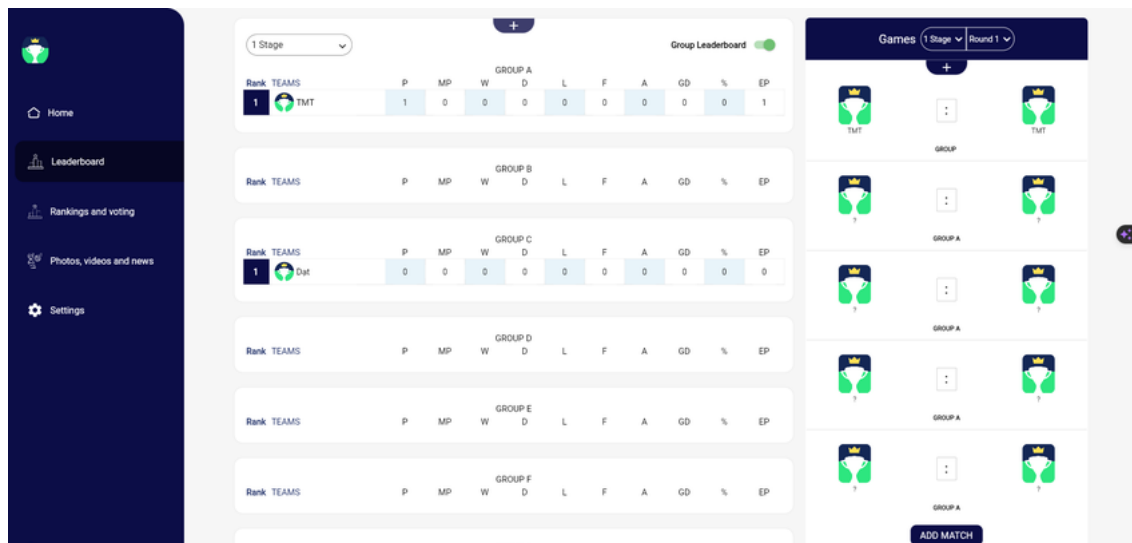 Home
Leaderboard
Rankings and voting
Photos, videos and news
Settings
+
1 Stage
Group Leaderboard
GROUP A
Rank TEAMS P MP W D L F A GD % EP
1 TMT 1 0 0 0 0 0 0 0 0 1
GROUP B
Rank TEAMS P MP W D L F A GD % EP
GROUP C
Rank TEAMS P MP W D L F A GD % EP
1 Dat 0 0 0 0 0 0 0 0 0 0
GROUP D
Rank TEAMS P MP W D L F A GD % EP
GROUP E
Rank TEAMS P MP W D L F A GD % EP
GROUP F
Rank TEAMS P MP W D L F A GD % EP
Games 1 Stage Round 1
+
:
TMT TMT
GROUP
:
? ?
GROUP A
:
? ?
GROUP A
:
? ?
GROUP A
:
? ?
GROUP A
ADD MATCH